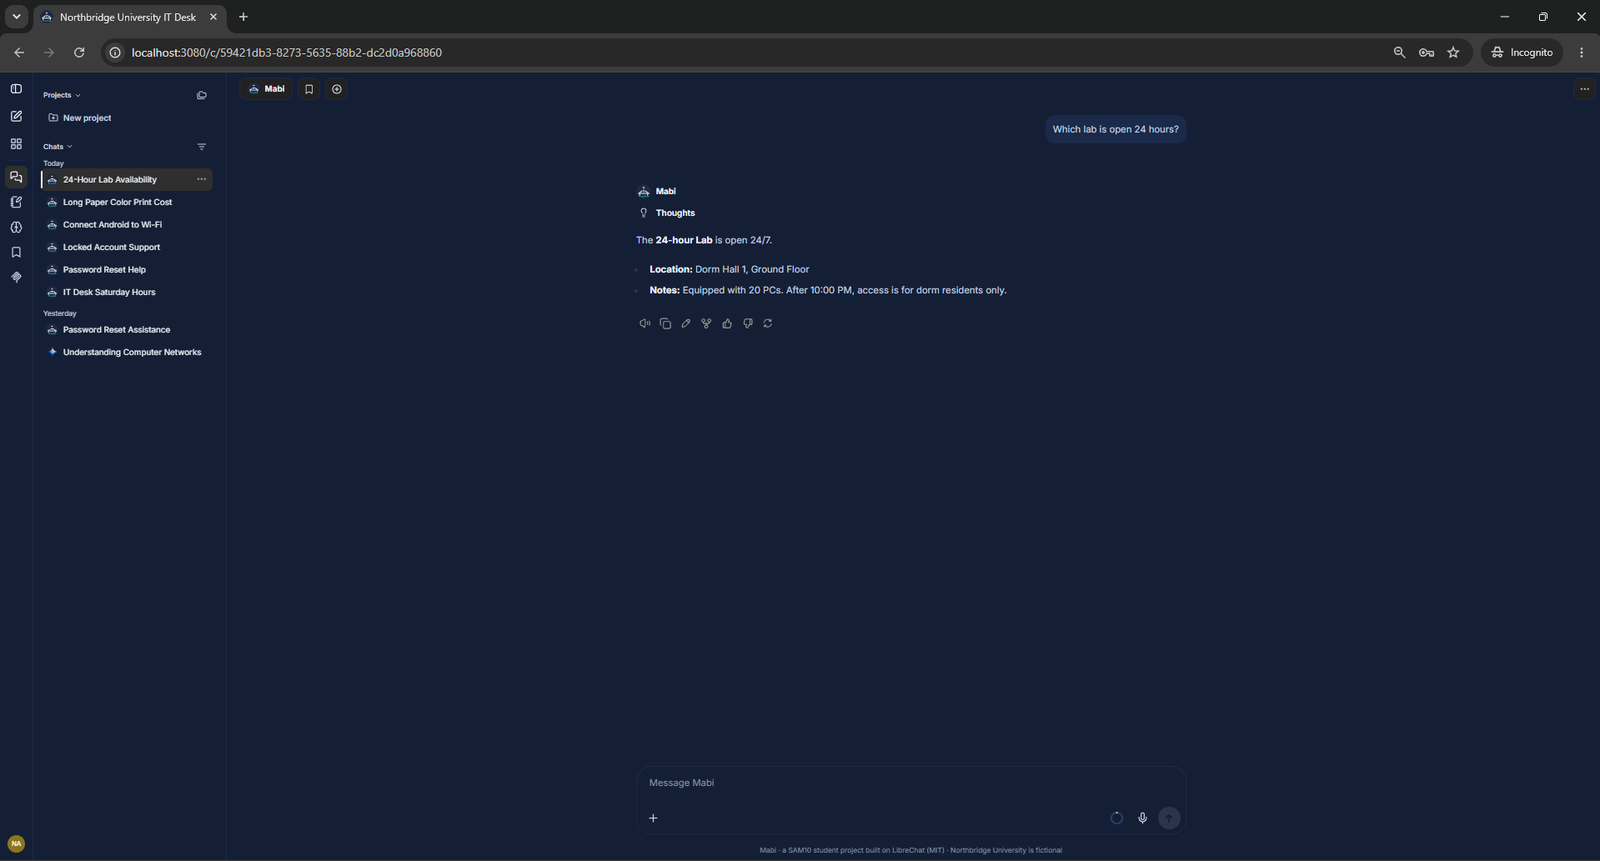 Northbridge University IT Desk
localhost:3080/c/59421db3-8273-5635-88b2-dc2d0a968860
Incognito
Projects
New project
Chats
Today
24-Hour Lab Availability
Long Paper Color Print Cost
Connect Android to Wi-Fi
Locked Account Support
Password Reset Help
IT Desk Saturday Hours
Yesterday
Password Reset Assistance
Understanding Computer Networks
NA
Mabi
Which lab is open 24 hours?
Mabi
Thoughts
The 24-hour Lab is open 24/7.
Location: Dorm Hall 1, Ground Floor
Notes: Equipped with 20 PCs. After 10:00 PM, access is for dorm residents only.
Message Mabi
Mabi - a SAM10 student project built on LibreChat (MIT) - Northbridge University is fictional